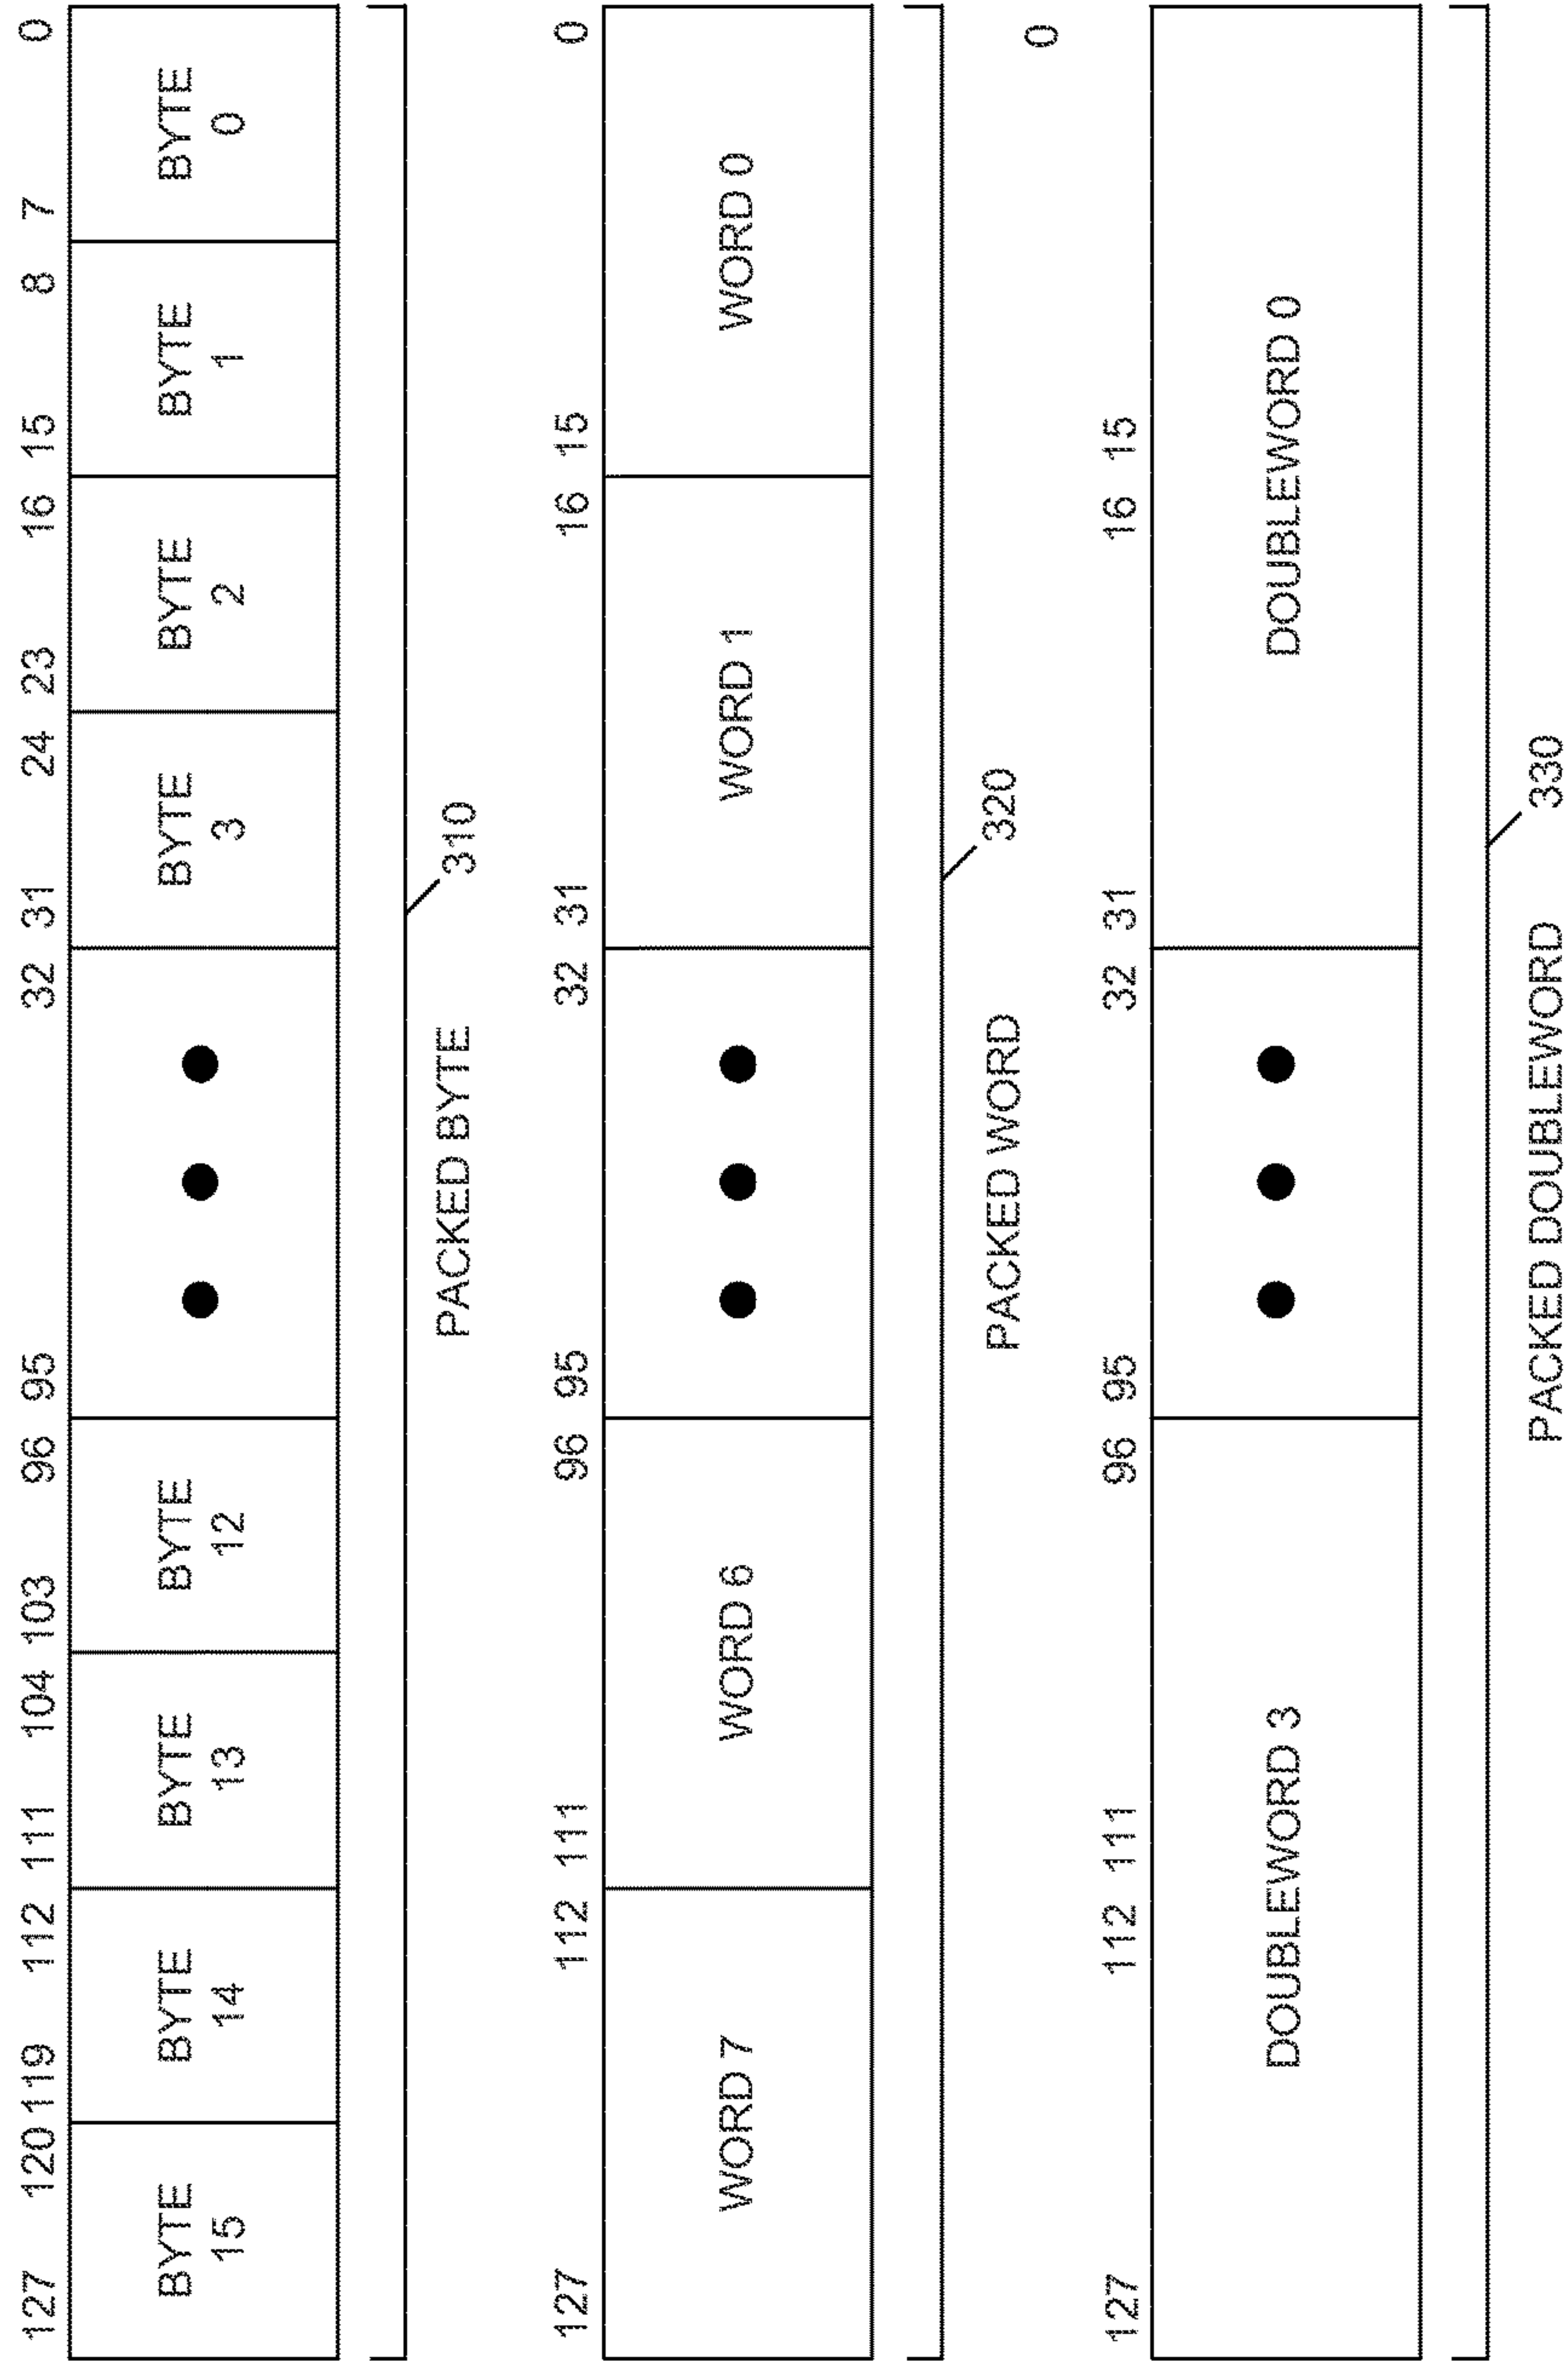 127 120 119 112 111 104 103 96 95 32 31 24 23 16 15 8 7 0
BYTE BYTE BYTE BYTE BYTE BYTE BYTE BYTE
15 14 13 12 3 2 1 0
310
PACKED BYTE
127 112 111 96 95 32 31 16 15 0
WORD 7 WORD 6 WORD 1 WORD 0
320
PACKED WORD
0
127 112 111 96 95 32 31 16 15
DOUBLEWORD 3 DOUBLEWORD 0
330
PACKED DOUBLEWORD